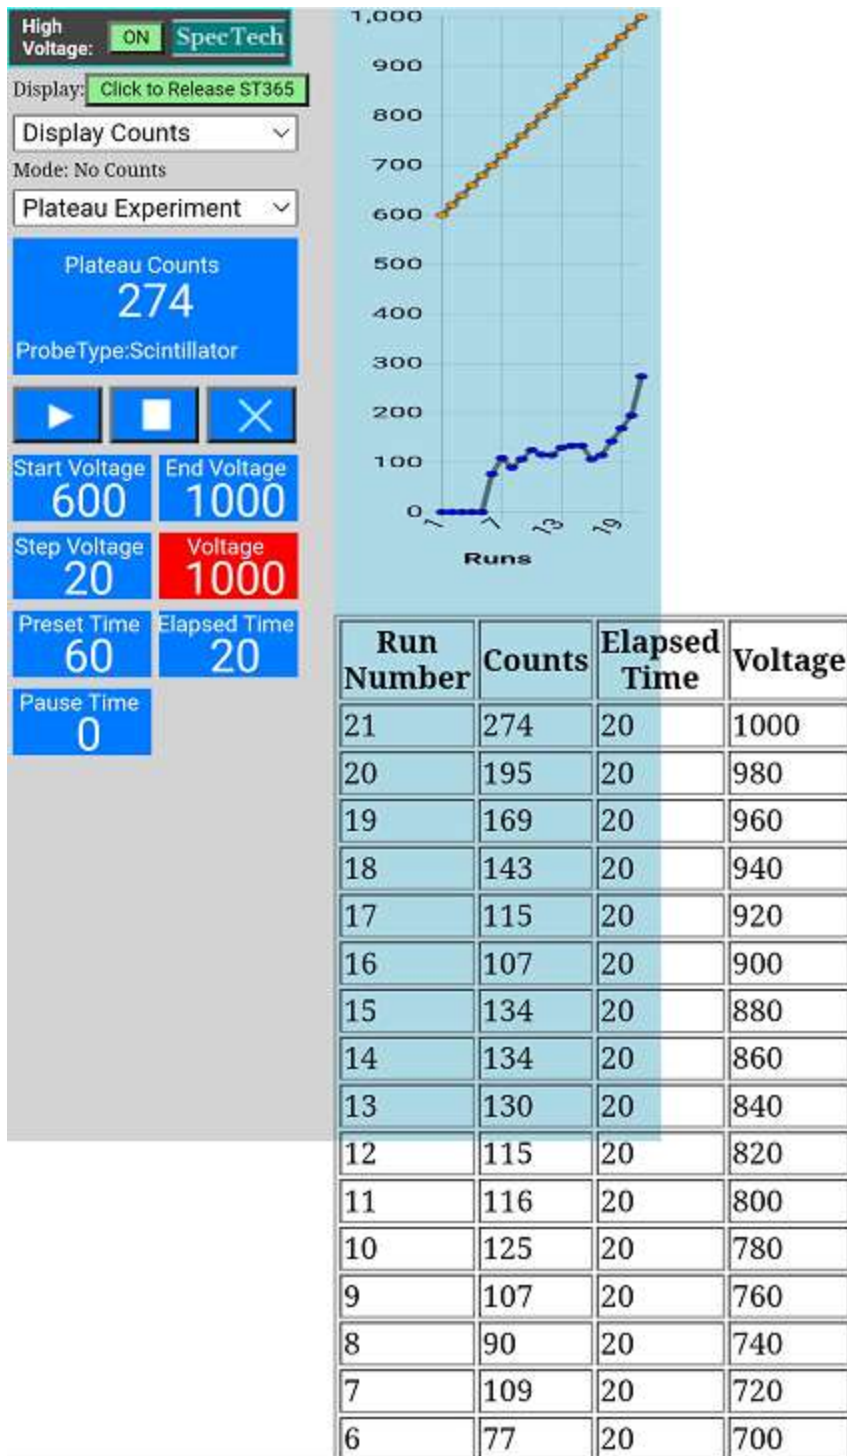 High
Voltage:
ON
SpecTech
Display:
Click to Release ST365
Display Counts
Mode: No Counts
Plateau Experiment
Plateau Counts
274
ProbeType:Scintillator
Start Voltage
600
End Voltage
1000
Step Voltage
20
Voltage
1000
Preset Time
60
Elapsed Time
20
Pause Time
0
1,000
900
800
700
600
500
400
300
200
100
0
1
7
13
19
Runs
Run Number Counts Elapsed Time Voltage
21 274 20 1000
20 195 20 980
19 169 20 960
18 143 20 940
17 115 20 920
16 107 20 900
15 134 20 880
14 134 20 860
13 130 20 840
12 115 20 820
11 116 20 800
10 125 20 780
9 107 20 760
8 90 20 740
7 109 20 720
6 77 20 700